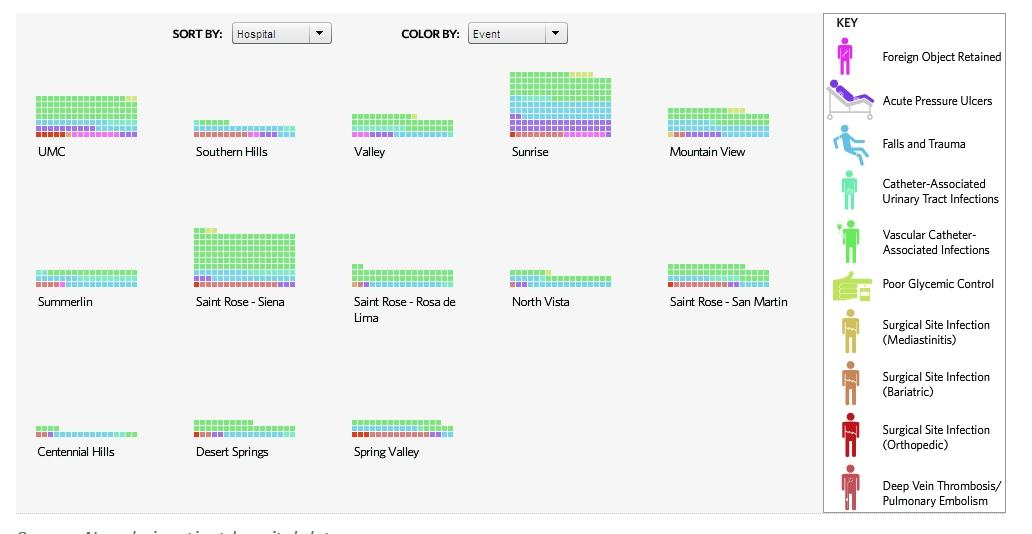 SORT BY: Hospital COLOR BY: Event
UMC
Southern Hills
Valley
Sunrise
Mountain View
Summerlin
Saint Rose - Siena
Saint Rose - Rosa de
Lima
North Vista
Saint Rose - San Martin
Centennial Hills
Desert Springs
Spring Valley
KEY
Foreign Object Retained
Acute Pressure Ulcers
Falls and Trauma
Catheter-Associated
Urinary Tract Infections
Vascular Catheter-
Associated Infections
Poor Glycemic Control
Surgical Site Infection
(Mediastinitis)
Surgical Site Infection
(Bariatric)
Surgical Site Infection
(Orthopedic)
Deep Vein Thrombosis/
Pulmonary Embolism